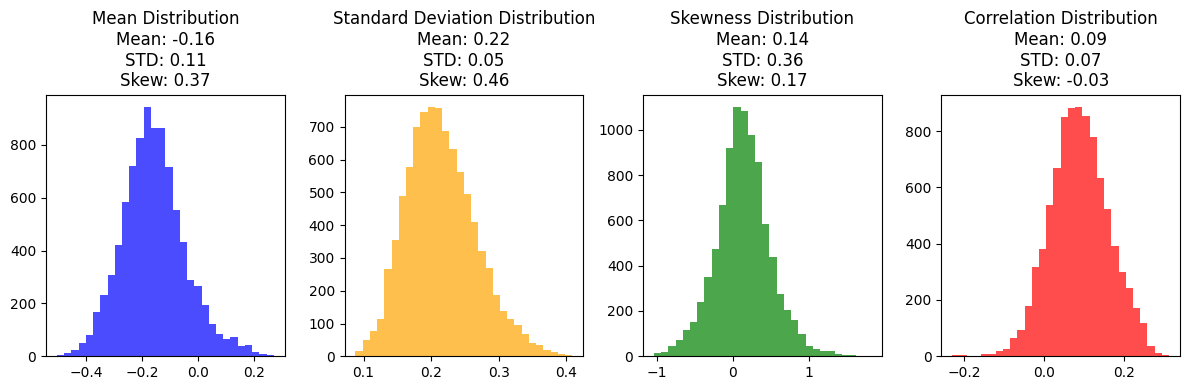 Mean Distribution
Mean: -0.16
STD: 0.11
Skew: 0.37
800
600
400
200
0
−0.4 −0.2 0.0 0.2
Standard Deviation Distribution
Mean: 0.22
STD: 0.05
Skew: 0.46
700
600
500
400
300
200
100
0
0.1 0.2 0.3 0.4
Skewness Distribution
Mean: 0.14
STD: 0.36
Skew: 0.17
1000
800
600
400
200
0
−1 0 1
Correlation Distribution
Mean: 0.09
STD: 0.07
Skew: -0.03
800
600
400
200
0
−0.2 0.0 0.2